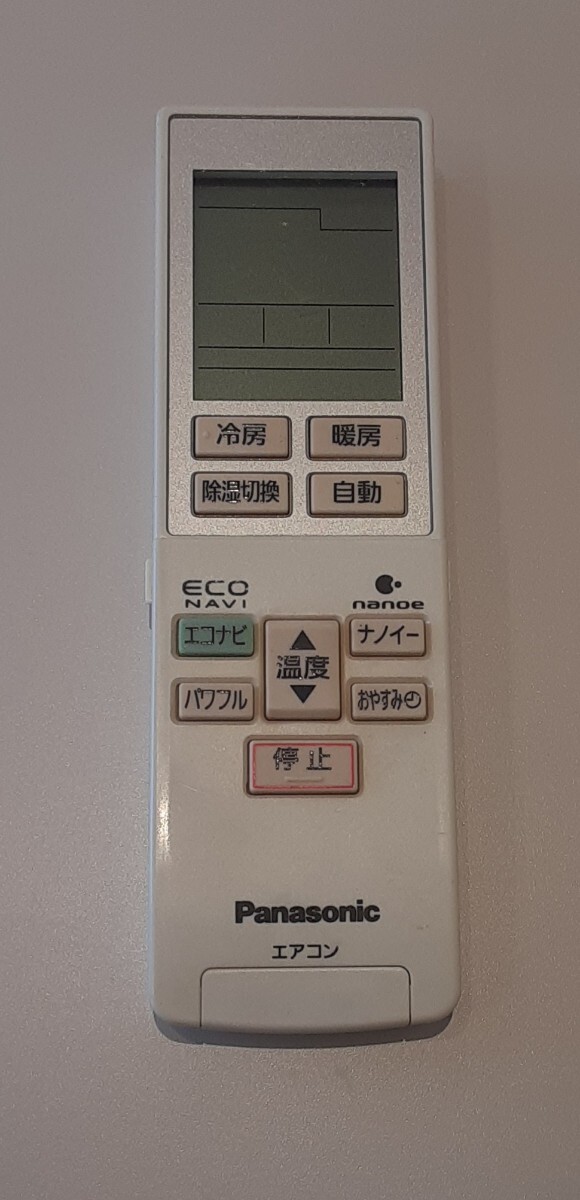 冷房 暖房
除湿切換 自動
ECO NAVI nanoe
エコナビ 温度 ナノイー
パワフル おやすみ
停止
Panasonic
エアコン